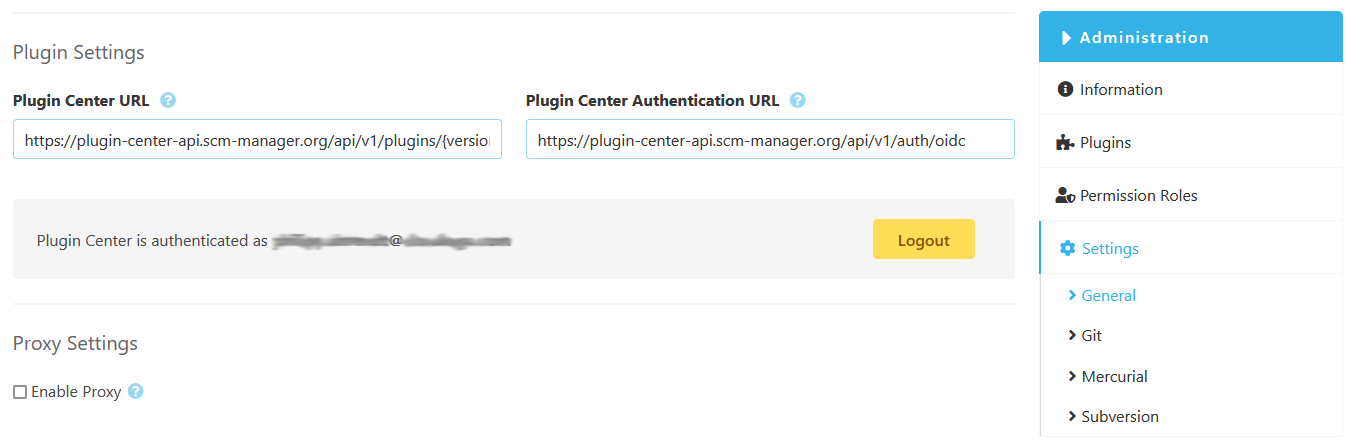 Plugin Settings
Plugin Center URL
Plugin Center Authentication URL
https://plugin-center-api.scm-manager.org/api/v1/plugins/{versio
https://plugin-center-api.scm-manager.org/api/v1/auth/oidc
Plugin Center is authenticated as @
Logout
Proxy Settings
Enable Proxy
Administration
Information
Plugins
Permission Roles
Settings
General
Git
Mercurial
Subversion